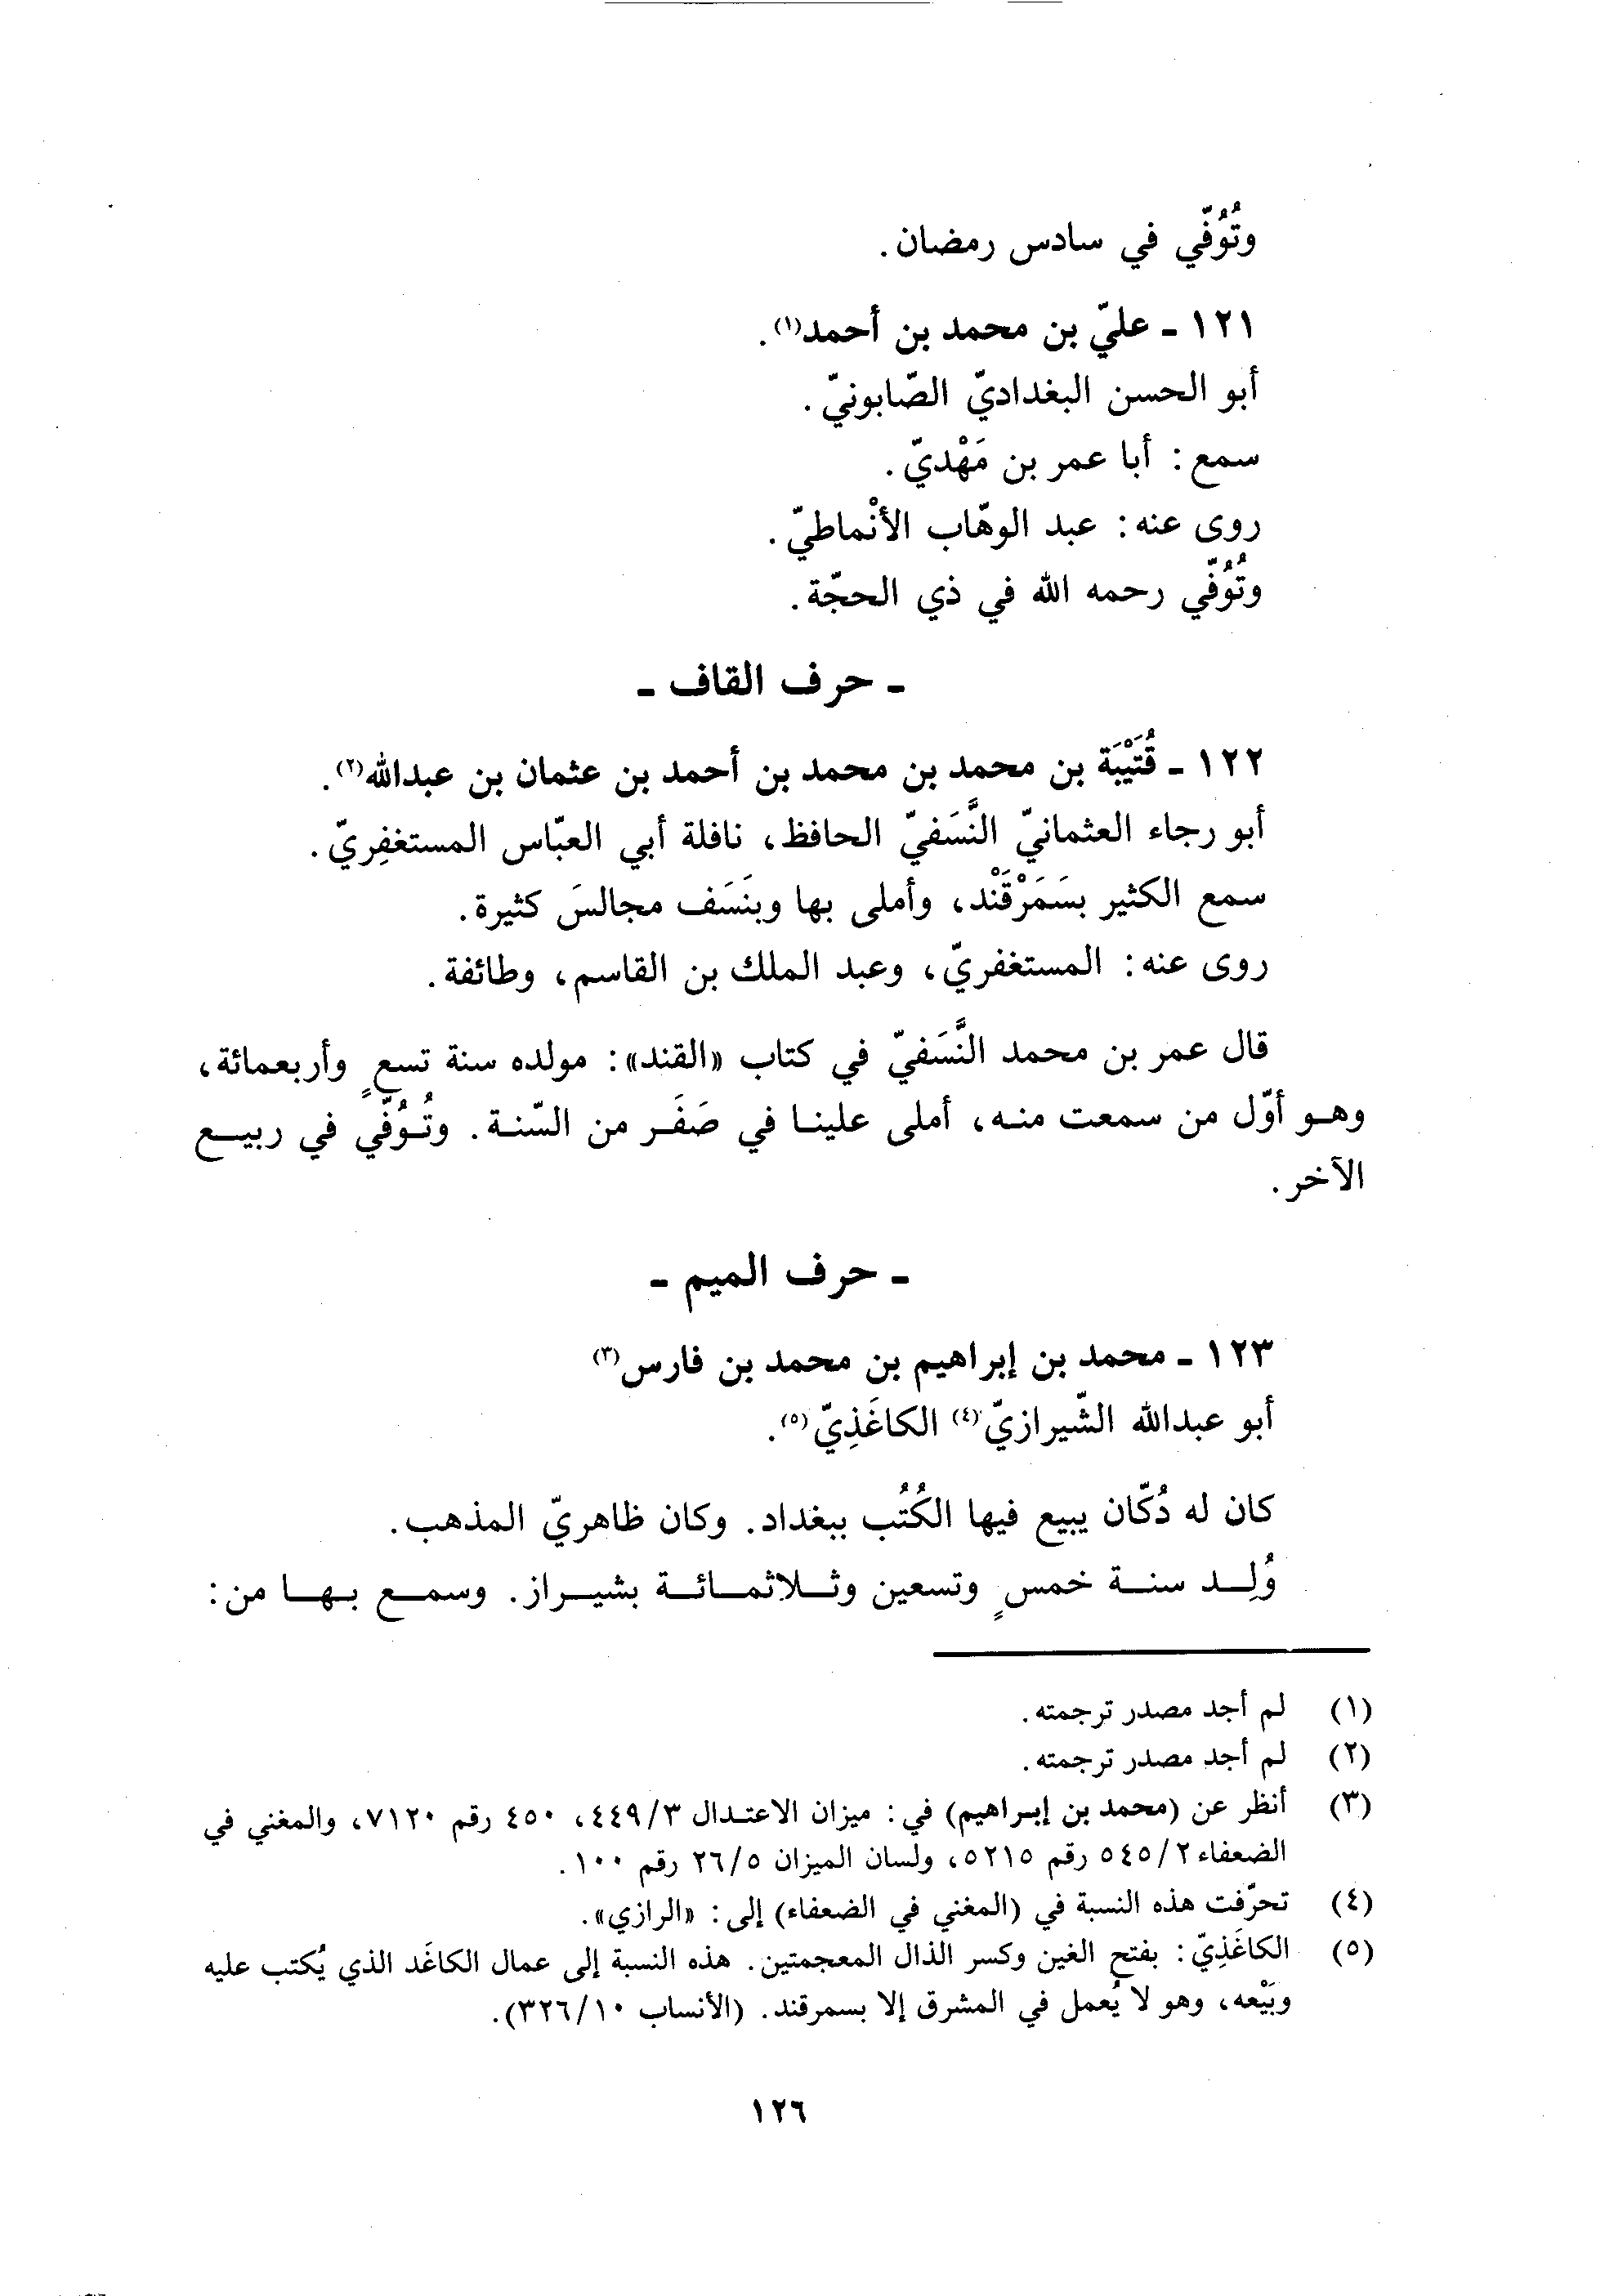 وتُوُفّي في سادس رمضان.
١٢١ - عليّ بن محمد بن أحمد(١).
أبو الحسن البغداديّ الصّابونيّ.
سمع: أبا عمر بن مَهْديّ.
روى عنه: عبد الوهّاب الأنْماطيّ.
وتُوُفّي رحمه الله في ذي الحجّة.
- حرف القاف -
١٢٢ - قُتَيْبَة بن محمد بن محمد بن أحمد بن عثمان بن عبدالله(٢).
أبو رجاء العثمانيّ النَّسَفيّ الحافظ، نافلة أبي العبّاس المستغفِريّ.
سمع الكثير بسَمَرْقَنْد، وأملى بها وبنَسَف مجالسَ كثيرة.
روى عنه: المستغفريّ، وعبد الملك بن القاسم، وطائفة.
قال عمر بن محمد النَّسَفيّ في كتاب «القند»: مولده سنة تسعٍ وأربعمائة،
وهو أوّل من سمعت منه، أملى علينا في صَفَر من السّنة. وتُوُفّي في ربيع
الآخر.
- حرف الميم -
١٢٣ - محمد بن إبراهيم بن محمد بن فارس(٣)
أبو عبدالله الشّيرازيّ(٤) الكاغَذِيّ(٥).
كان له دُكّان يبيع فيها الكُتُب ببغداد. وكان ظاهريّ المذهب.
وُلِد سنة خمسٍ وتسعين وثلاثمائة بشيراز. وسمع بها من:
(١) لم أجد مصدر ترجمته.
(٢) لم أجد مصدر ترجمته.
(٣) أنظر عن (محمد بن إبراهيم) في: ميزان الاعتدال ٣/ ٤٤٩، ٤٥٠ رقم ٧١٢٠، والمغني في
الضعفاء ٢/ ٥٤٥ رقم ٥٢١٥، ولسان الميزان ٥/ ٢٦ رقم ١٠٠.
(٤) تحرّفت هذه النسبة في (المغني في الضعفاء) إلى: «الرازي».
(٥) الكاغَذِيّ: بفتح الغين وكسر الذال المعجمتين. هذه النسبة إلى عمال الكاغَد الذي يُكتب عليه
وبَيْعه، وهو لا يُعمل في المشرق إلا بسمرقند. (الأنساب ١٠/ ٣٢٦).
١٢٦